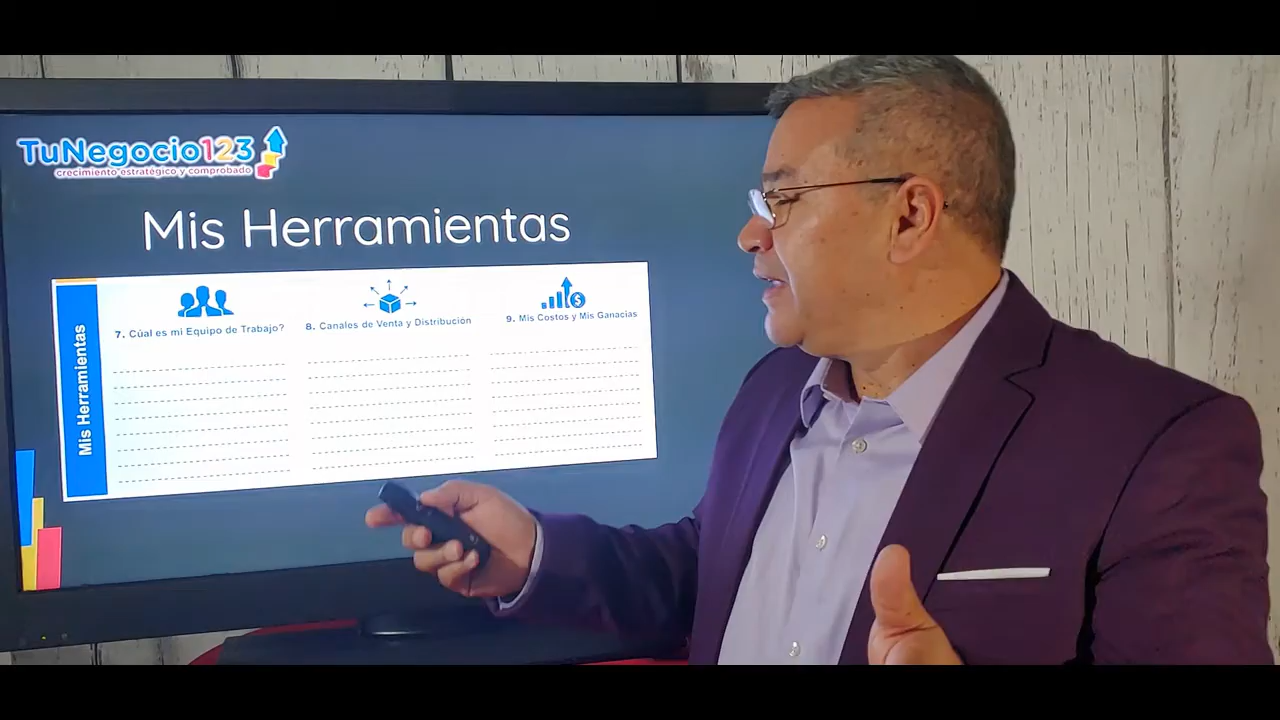 TuNegocio123
crecimiento estratégico y comprobado
Mis Herramientas
Mis Herramientas
7. Cúal es mi Equipo de Trabajo?
8. Canales de Venta y Distribución
9. Mis Costos y Mis Ganacias
$